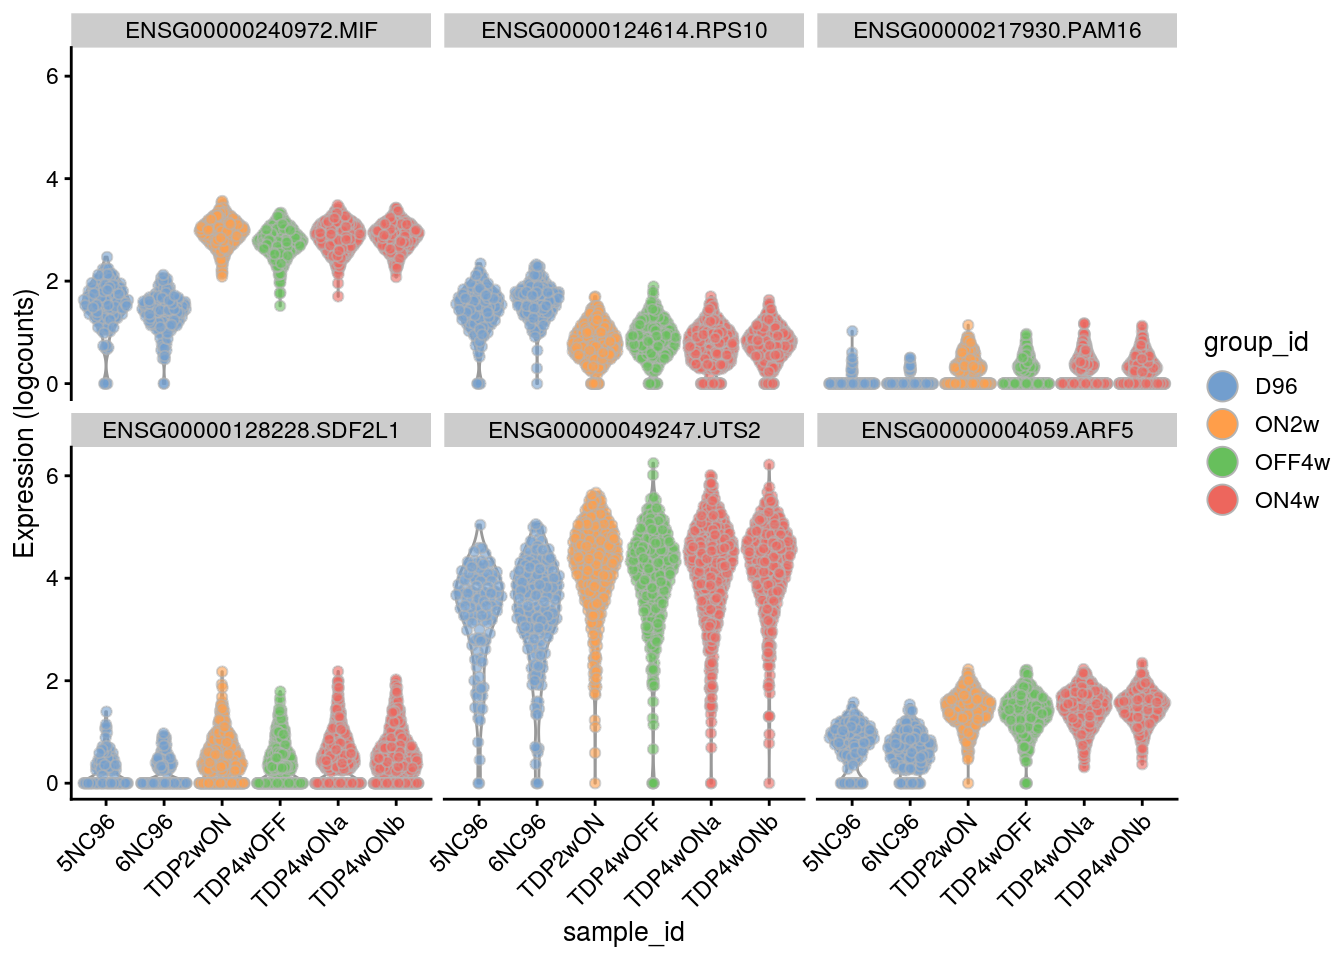 ENSG00000240972.MIF
ENSG00000124614.RPS10
ENSG00000217930.PAM16
6
4
2
0
ENSG00000128228.SDF2L1
ENSG00000049247.UTS2
ENSG00000004059.ARF5
6
4
2
0
Expression (logcounts)
5NC96
6NC96
TDP2wON
TDP4wOFF
TDP4wONa
TDP4wONb
5NC96
6NC96
TDP2wON
TDP4wOFF
TDP4wONa
TDP4wONb
5NC96
6NC96
TDP2wON
TDP4wOFF
TDP4wONa
TDP4wONb
sample_id
group_id
D96
ON2w
OFF4w
ON4w